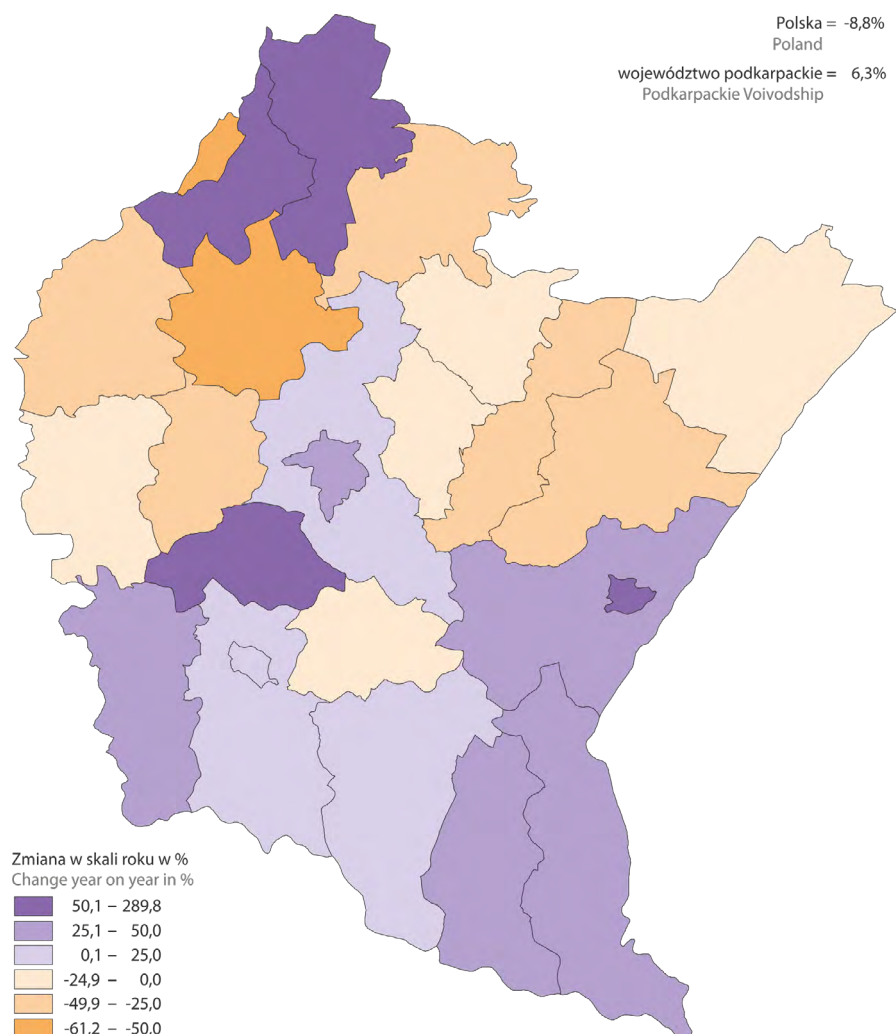 Polska = -8,8%
Poland
województwo podkarpackie = 6,3%
Podkarpackie Voivodship
Zmiana w skali roku w %
Change year on year in %
50,1 – 289,8
25,1 – 50,0
0,1 – 25,0
-24,9 – 0,0
-49,9 – -25,0
-61,2 – -50,0